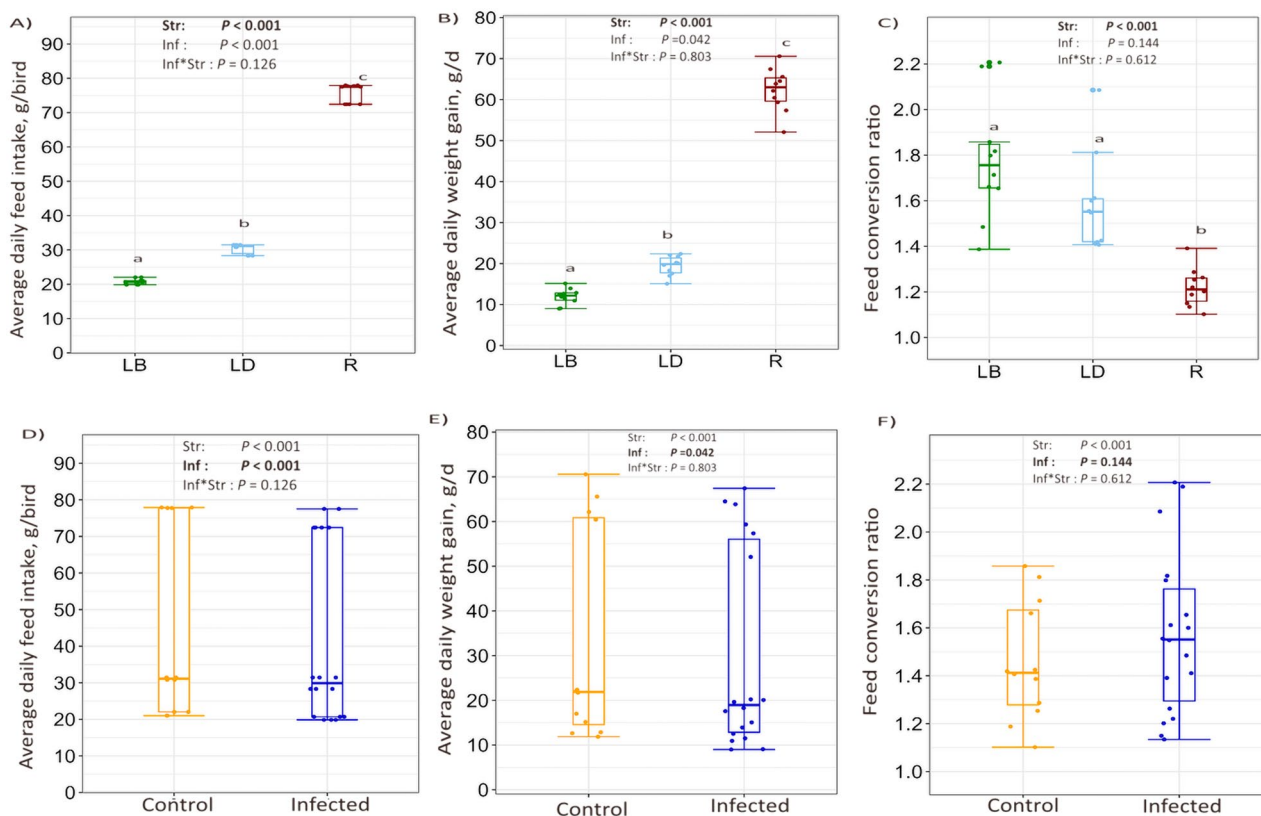 A)
Str: P < 0.001
Inf : P < 0.001
Inf*Str : P = 0.126
Average daily feed intake, g/bird
90
80
70
60
50
40
30
20
10
0
a
b
c
LB LD R
B)
Str: P < 0.001
Inf : P =0.042
Inf*Str : P = 0.803
Average daily weight gain, g/d
80
70
60
50
40
30
20
10
0
a
b
c
LB LD R
C)
Str: P < 0.001
Inf : P = 0.144
Inf*Str : P = 0.612
Feed conversion ratio
2.2
2.0
1.8
1.6
1.4
1.2
1.0
a
a
b
LB LD R
D)
Str: P < 0.001
Inf : P < 0.001
Inf*Str : P = 0.126
Average daily feed intake, g/bird
90
80
70
60
50
40
30
20
10
0
Control Infected
E)
Str: P < 0.001
Inf : P =0.042
Inf*Str : P = 0.803
Average daily weight gain, g/d
80
70
60
50
40
30
20
10
0
Control Infected
F)
Str: P < 0.001
Inf : P = 0.144
Inf*Str : P = 0.612
Feed conversion ratio
2.2
2.0
1.8
1.6
1.4
1.2
1.0
Control Infected